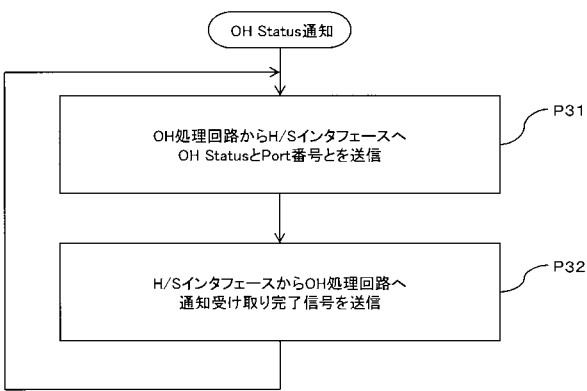 OH Status通知
OH処理回路からH/Sインタフェースへ
OH StatusとPort番号とを送信
P31
H/SインタフェースからOH処理回路へ
通知受け取り完了信号を送信
P32